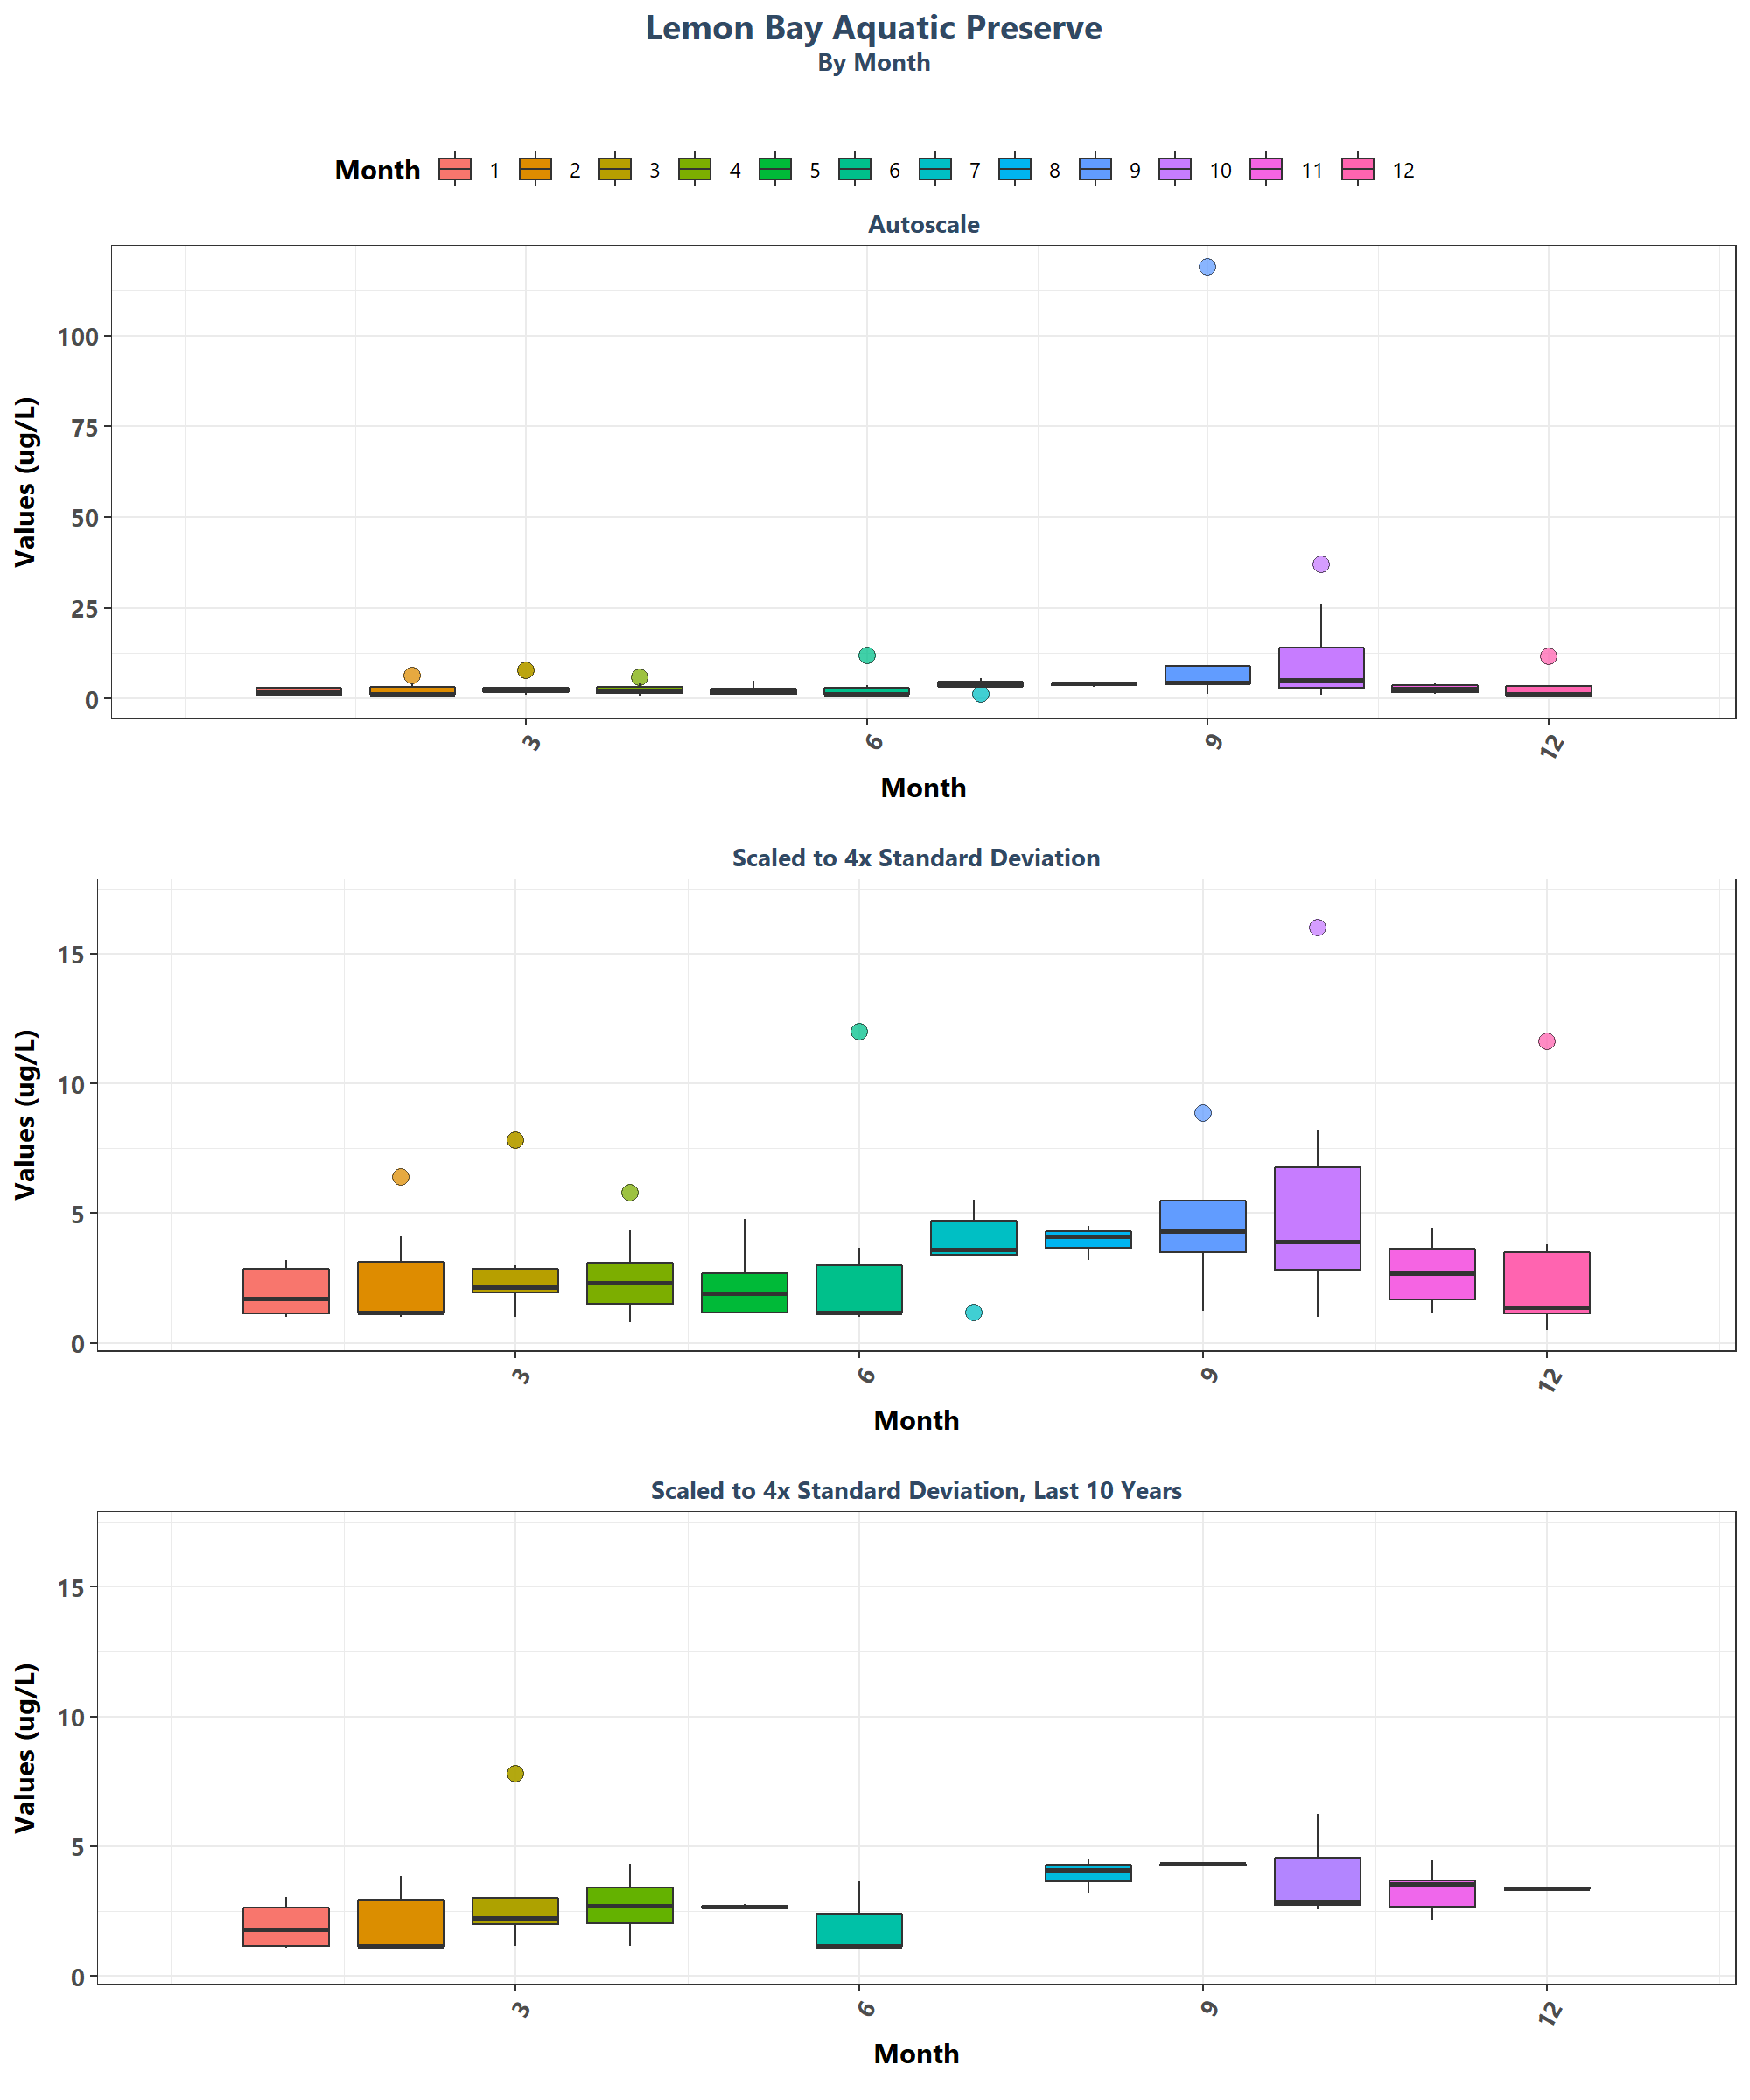 Lemon Bay Aquatic Preserve
By Month
Month 1 2 3 4 5 6 7 8 9 10 11 12
Autoscale
Values (ug/L)
100
75
50
25
0
3 6 9 12
Month
Scaled to 4x Standard Deviation
Values (ug/L)
15
10
5
0
3 6 9 12
Month
Scaled to 4x Standard Deviation, Last 10 Years
Values (ug/L)
15
10
5
0
3 6 9 12
Month